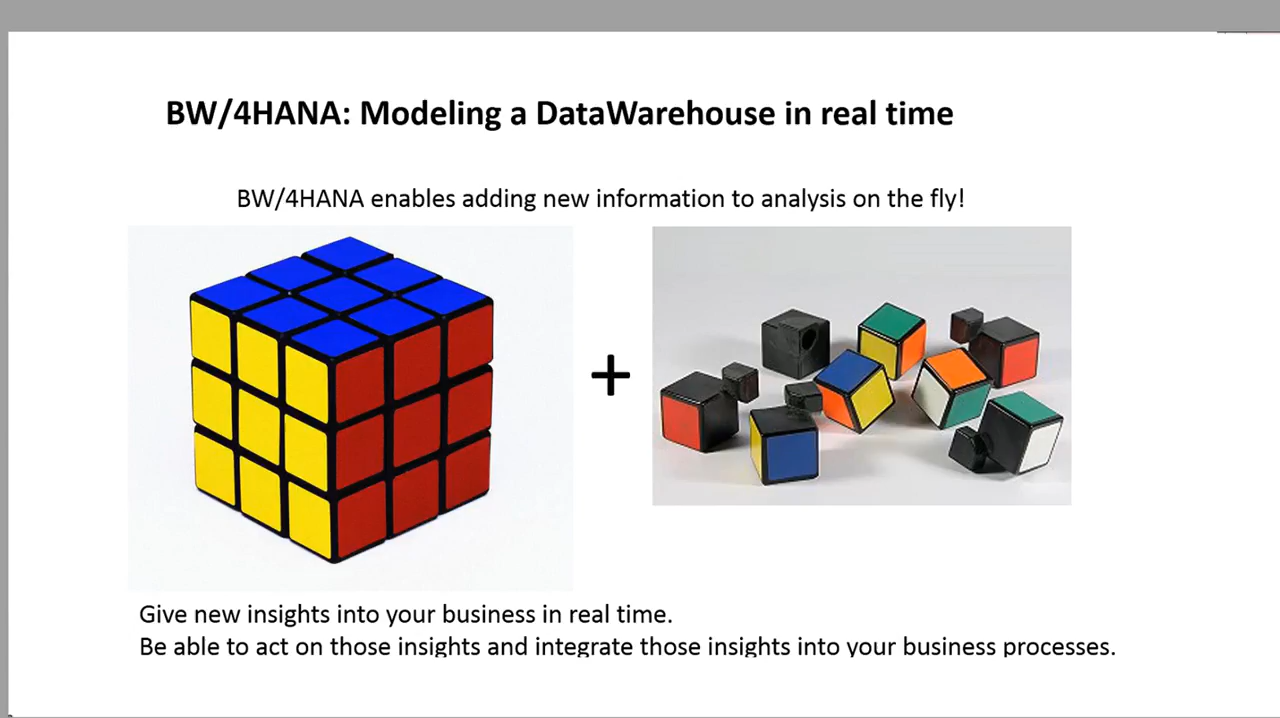 BW/4HANA: Modeling a DataWarehouse in real time
BW/4HANA enables adding new information to analysis on the fly!
+
Give new insights into your business in real time.
Be able to act on those insights and integrate those insights into your business processes.